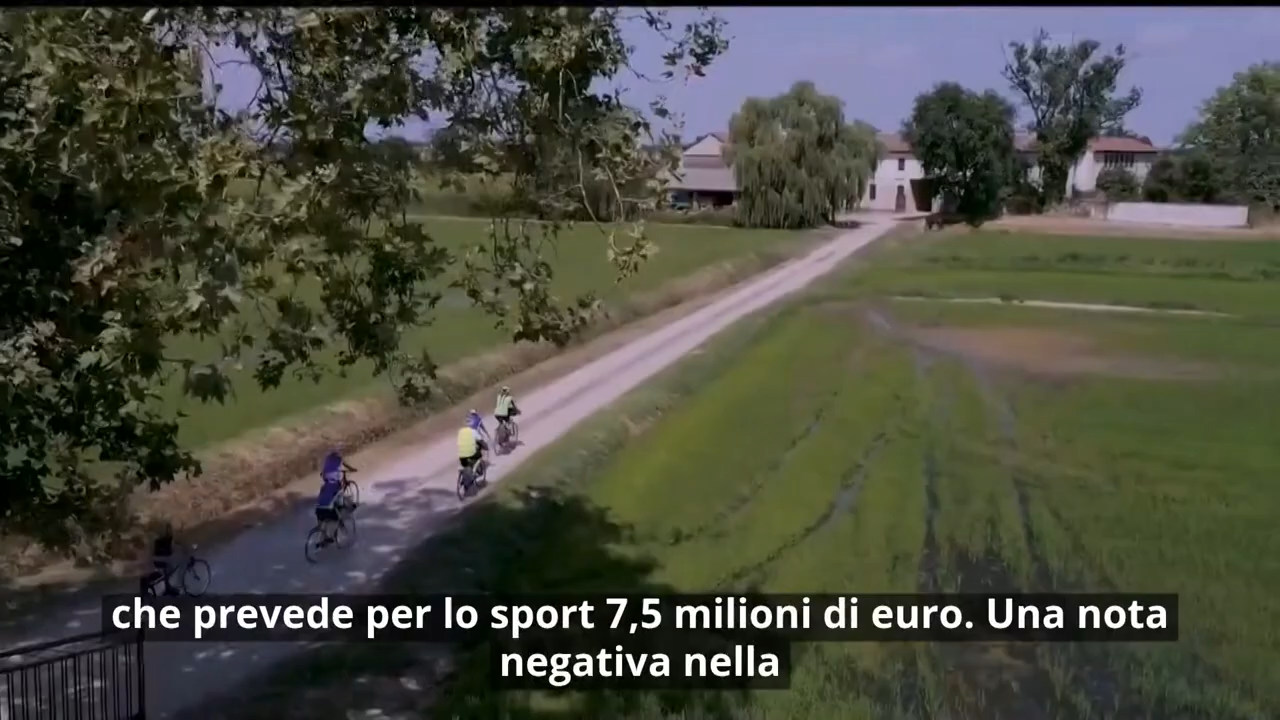 che prevede per lo sport 7,5 milioni di euro. Una nota
negativa nella